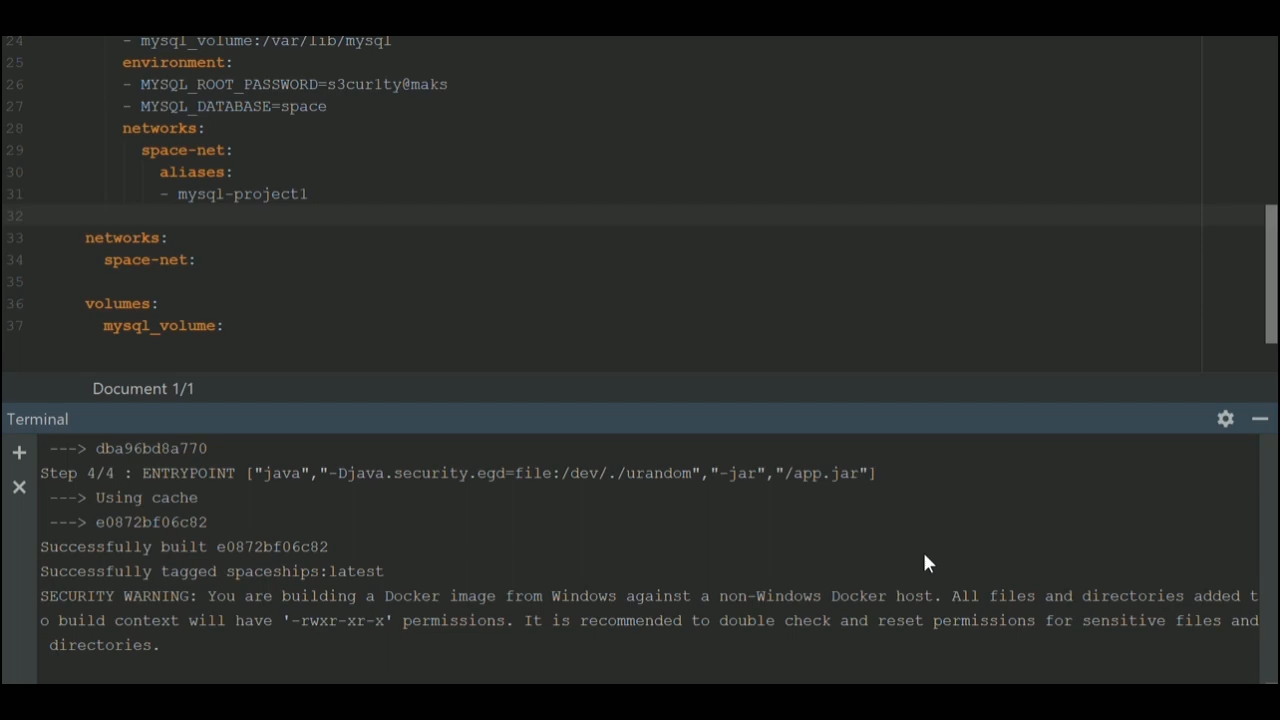 24 - mysql_volume:/var/lib/mysql
25 environment:
26 - MYSQL_ROOT_PASSWORD=s3cur1ty@maks
27 - MYSQL_DATABASE=space
28 networks:
29 space-net:
30 aliases:
31 - mysql-project1
32
33 networks:
34 space-net:
35
36 volumes:
37 mysql_volume:
Document 1/1
Terminal
---> dba96bd8a770
Step 4/4 : ENTRYPOINT ["java","-Djava.security.egd=file:/dev/./urandom","-jar","/app.jar"]
---> Using cache
---> e0872bf06c82
Successfully built e0872bf06c82
Successfully tagged spaceships:latest
SECURITY WARNING: You are building a Docker image from Windows against a non-Windows Docker host. All files and directories added t
o build context will have '-rwxr-xr-x' permissions. It is recommended to double check and reset permissions for sensitive files and
directories.